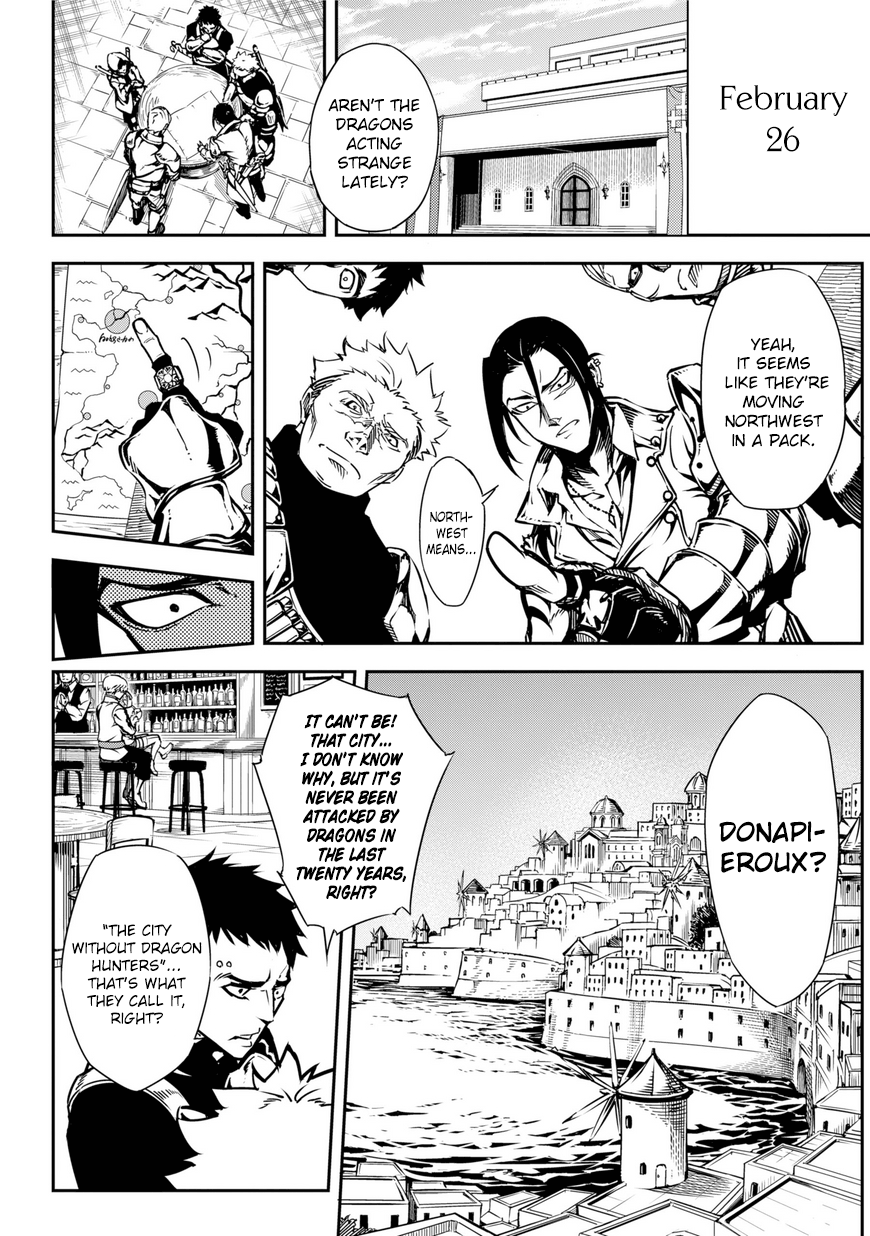 February
26
AREN'T THE
DRAGONS
ACTING
STRANGE
LATELY?
YEAH,
IT SEEMS
LIKE THEY'RE
MOVING
NORTHWEST
IN A PACK.
NORTH-
WEST
MEANS...
DONAPI-
EROUX?
IT CAN'T BE!
THAT CITY...
I DON'T KNOW
WHY, BUT IT'S
NEVER BEEN
ATTACKED BY
DRAGONS IN
THE LAST
TWENTY YEARS,
RIGHT?
"THE CITY
WITHOUT DRAGON
HUNTERS"...
THAT'S WHAT
THEY CALL IT,
RIGHT?